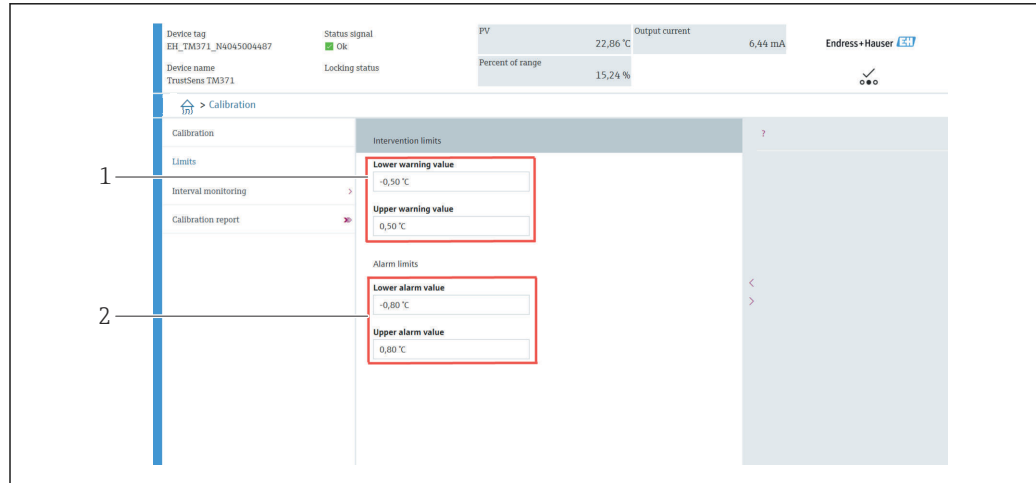 Device tag
EH_TM371_N4045004487
Status signal
Ok
PV
22,86 °C
Output current
6,44 mA
Endress+Hauser EH
Device name
TrustSens TM371
Locking status
Percent of range
15,24 %
> Calibration
Calibration
Limits
Interval monitoring >
Calibration report
Intervention limits
Lower warning value
-0,50 °C
Upper warning value
0,50 °C
Alarm limits
Lower alarm value
-0,80 °C
Upper alarm value
0,80 °C
?
<
>
1
2